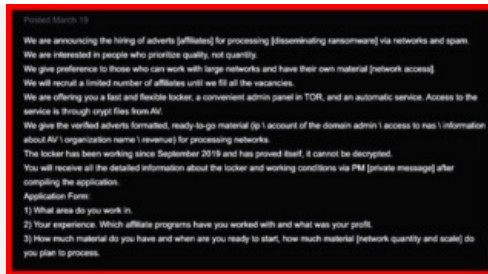 Posted March 19
We are announcing the hiring of adverts [affiliates] for processing [disseminating ransomware] via networks and spam.
We are interested in people who prioritize quality, not quantity.
We give preference to those who can work with large networks and have their own material [network access].
We will recruit a limited number of affiliates until we fill all the vacancies.
We are offering you a fast and flexible locker, a convenient admin panel in TOR, and an automatic service. Access to the
service is through crypt files from AV.
We give the verified adverts formatted, ready-to-go material (ip \ account of the domain admin \ access to nas \ information
about AV \ organization name \ revenue) for processing networks.
The locker has been working since September 2019 and has proved itself, it cannot be decrypted.
You will receive all the detailed information about the locker and working conditions via PM [private message] after
compiling the application.
Application Form:
1) What area do you work in.
2) Your experience. Which affiliate programs have you worked with and what was your profit.
3) How much material do you have and when are you ready to start, how much material [network quantity and scale] do
you plan to process.